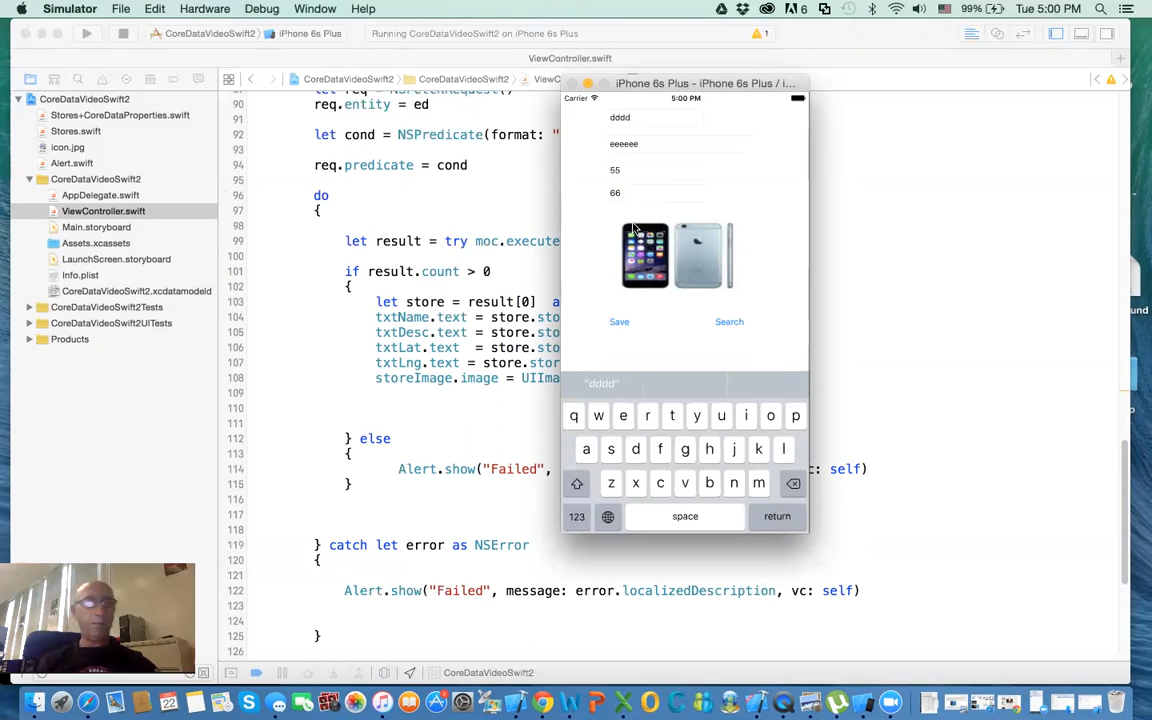 Simulator File Edit Hardware Debug Window Help
6 99% Tue 5:00 PM
CoreDataVideoSwift2 iPhone 6s Plus Running CoreDataVideoSwift2 on iPhone 6s Plus 1
ViewController.swift
CoreDataVideoSwift2 CoreDataVideoSwift2
iPhone 6s Plus - iPhone 6s Plus / i...
CoreDataVideoSwift2
Stores+CoreDataProperties.swift
Stores.swift
icon.jpg
Alert.swift
CoreDataVideoSwift2
AppDelegate.swift
ViewController.swift
Main.storyboard
Assets.xcassets
LaunchScreen.storyboard
Info.plist
CoreDataVideoSwift2.xcdatamodeld
CoreDataVideoSwift2Tests
CoreDataVideoSwift2UITests
Products
90 req.entity = ed
91
92 let cond = NSPredicate(format: "
93
94 req.predicate = cond
95
96 do
97 {
98
99 let result = try moc.execute
100
101 if result.count > 0
102 {
103 let store = result[0] a
104 txtName.text = store.sto
105 txtDesc.text = store.sto
106 txtLat.text = store.sto
107 txtLng.text = store.sto
108 storeImage.image = UIIma
109
110
111
112 } else
113 {
114 Alert.show("Failed", c: self)
115 }
116
117
118
119 } catch let error as NSError
120 {
121
122 Alert.show("Failed", message: error.localizedDescription, vc: self)
123
124
125 }
126
Carrier 5:00 PM
dddd
eeeeee
55
66
Save Search
"dddd"
q w e r t y u i o p
a s d f g h j k l
z x c v b n m
123 space return
CoreDataVideoSwift2